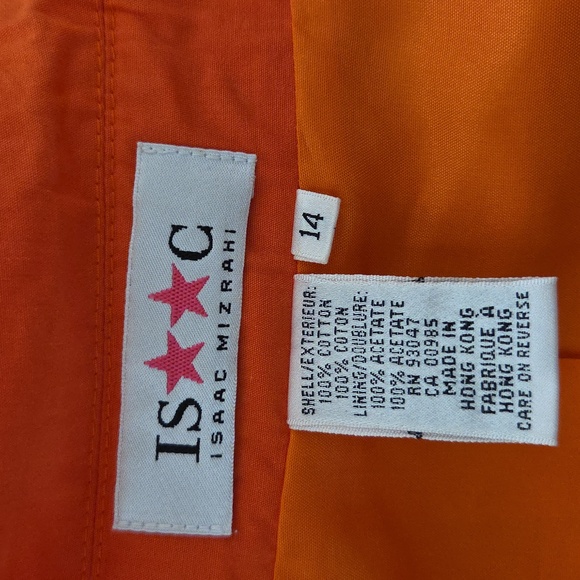 IS★★C
ISAAC MIZRAHI
14
SHELL/EXTERIEUR:
100% COTTON
100% COTON
LINING/DOUBLURE:
100% ACETATE
100% ACETATE
RN 93047
CA 00985
MADE IN
HONG KONG
FABRIQUE A
HONG KONG
CARE ON REVERSE